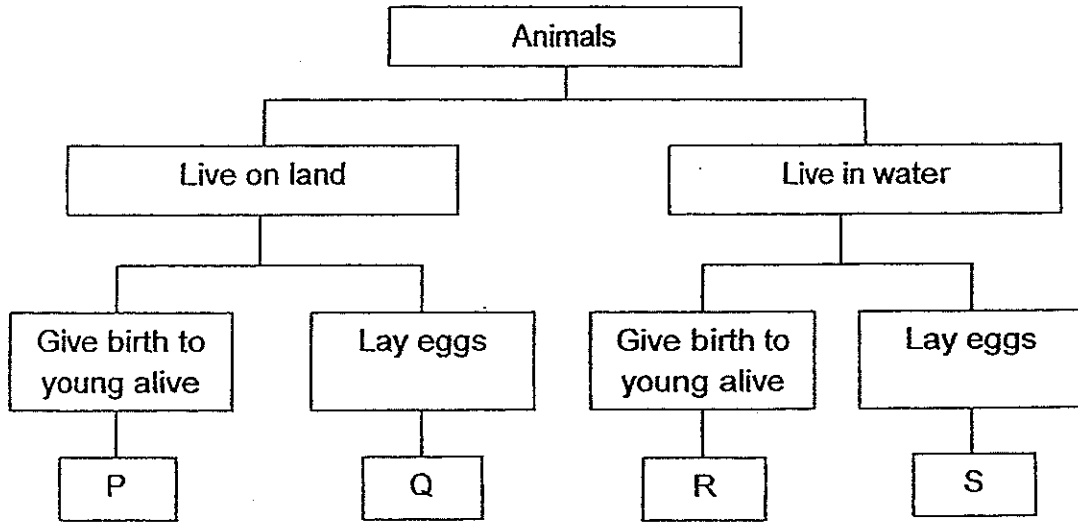 Animals
Live on land
Live in water
Give birth to
young alive
Lay eggs
Give birth to
young alive
Lay eggs
P
Q
R
S